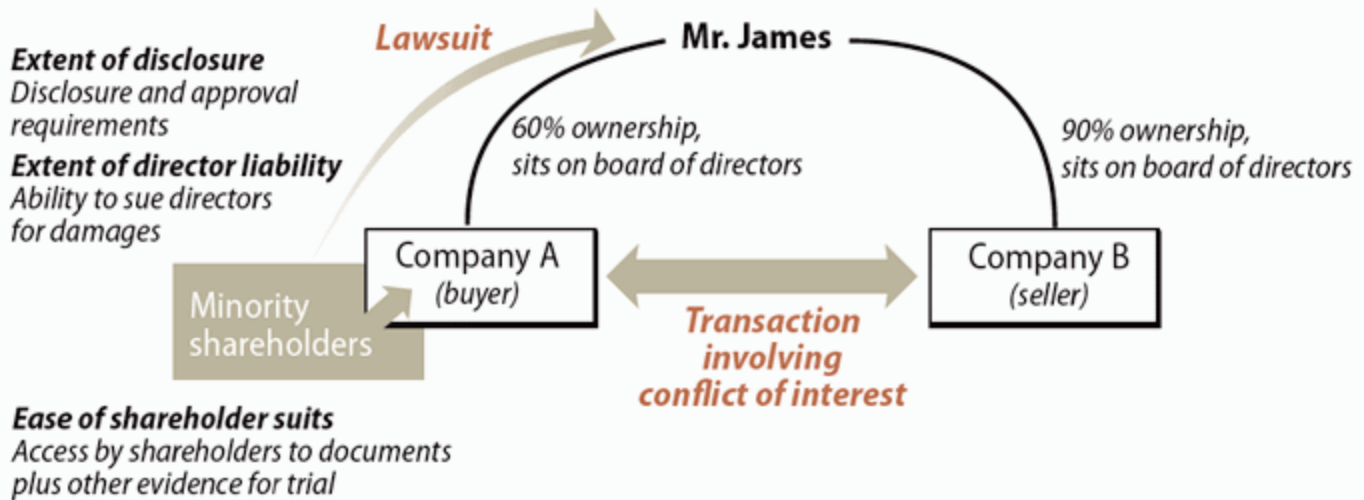 Extent of disclosure
Disclosure and approval
requirements
Extent of director liability
Ability to sue directors
for damages
Lawsuit
Mr. James
60% ownership,
sits on board of directors
90% ownership,
sits on board of directors
Minority
shareholders
Company A
(buyer)
Transaction
involving
conflict of interest
Company B
(seller)
Ease of shareholder suits
Access by shareholders to documents
plus other evidence for trial